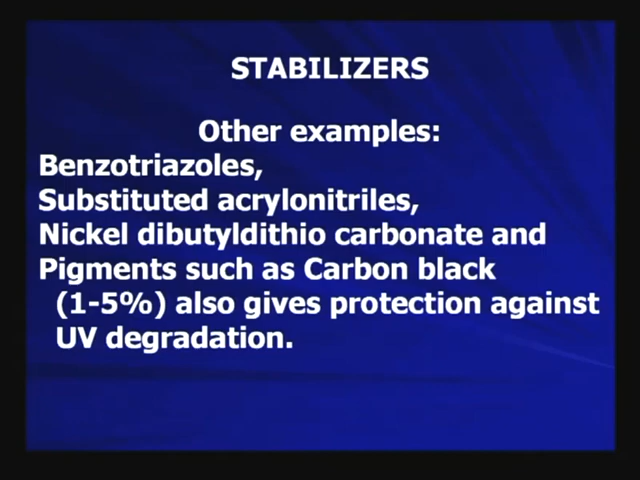 STABILIZERS
Other examples:
Benzotriazoles,
Substituted acrylonitriles,
Nickel dibutyldithio carbonate and
Pigments such as Carbon black
(1-5%) also gives protection against
UV degradation.